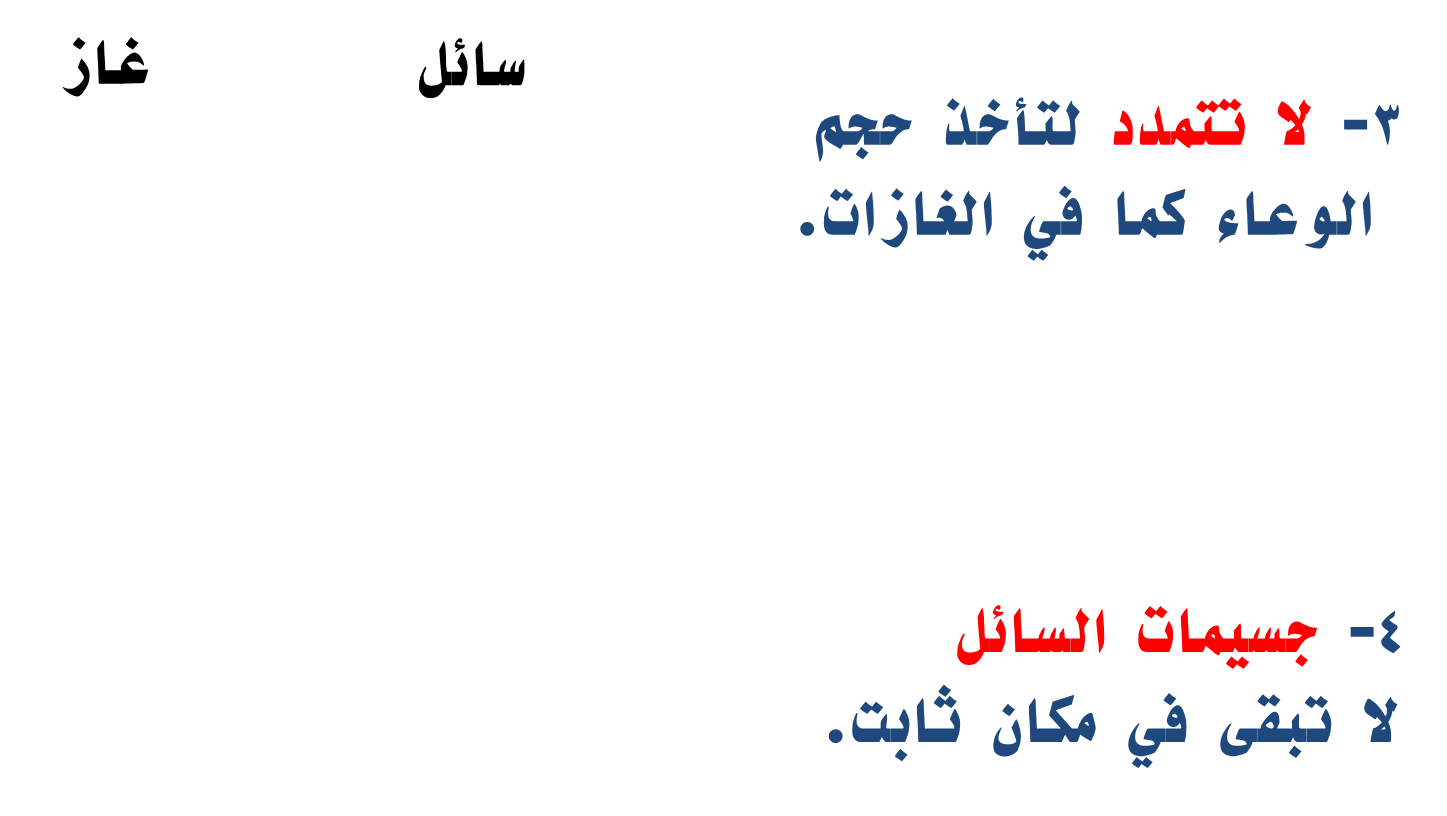 سائل
غاز
٣- لا تتمدد لتأخذ حجم
الوعاء كما في الغازات.
٤- جسيمات السائل
لا تبقى في مكان ثابت.